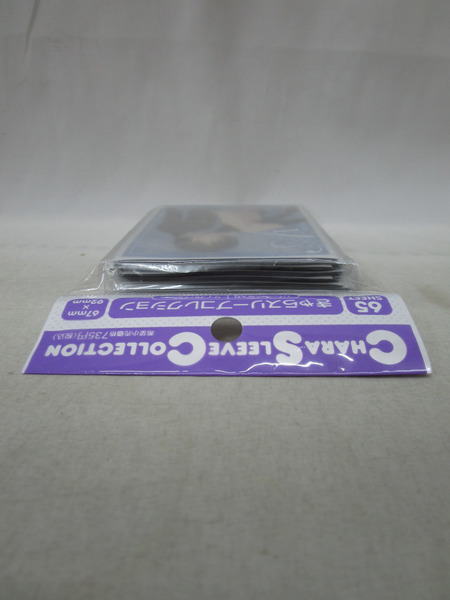 CHARA SLEEVE COLLECTION
希望小売価格735円(税込)
きゃらスリーブコレクション
65
SHEET
67mm
×
92mm